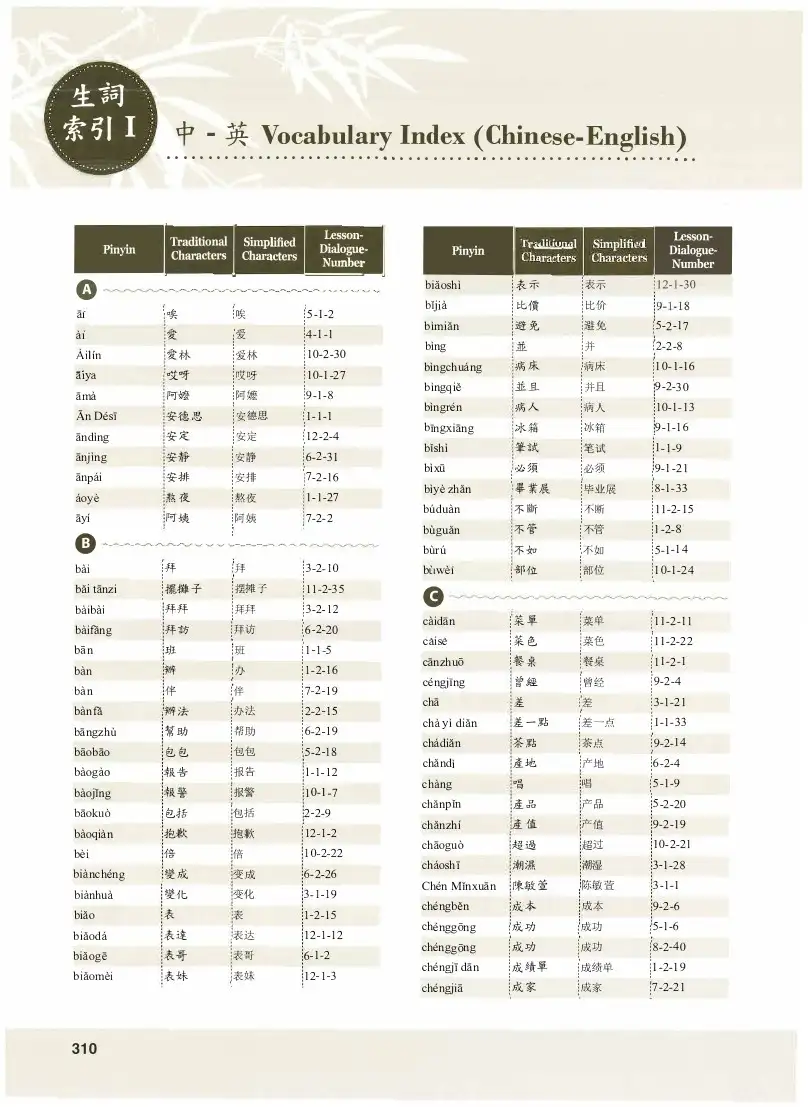 生詞
索引 I
中 - 英 Vocabulary Index (Chinese-English)
Pinyin Traditional Characters Simplified Characters Lesson-Dialogue-Number
A
āi 唉 唉 5-1-2
ài 愛 爱 4-1-1
Àilín 愛林 爱林 10-2-30
āiya 哎呀 哎呀 10-1-27
āmà 阿嬤 阿嬷 9-1-8
Ān Désī 安德思 安德思 1-1-1
āndìng 安定 安定 12-2-4
ānjìng 安靜 安静 6-2-31
ānpái 安排 安排 7-2-16
áoyè 熬夜 熬夜 1-1-27
āyí 阿姨 阿姨 7-2-2
B
bài 拜 拜 3-2-10
bǎi tānzi 擺攤子 摆摊子 11-2-35
bàibài 拜拜 拜拜 3-2-12
bàifǎng 拜訪 拜访 6-2-20
bān 班 班 1-1-5
bàn 辦 办 1-2-16
bàn 伴 伴 7-2-19
bànfǎ 辦法 办法 2-2-15
bāngzhù 幫助 帮助 6-2-19
bāobāo 包包 包包 5-2-18
bàogào 報告 报告 1-1-12
bàojǐng 報警 报警 10-1-7
bāokuò 包括 包括 2-2-9
bàoqiàn 抱歉 抱歉 12-1-2
bèi 倍 倍 10-2-22
biànchéng 變成 变成 6-2-26
biànhuà 變化 变化 3-1-19
biǎo 表 表 1-2-15
biǎodá 表達 表达 12-1-12
biǎogē 表哥 表哥 6-1-2
biǎomèi 表妹 表妹 12-1-3
Pinyin Traditional Characters Simplified Characters Lesson-Dialogue-Number
biǎoshì 表示 表示 12-1-30
bǐjià 比價 比价 9-1-18
bìmiǎn 避免 避免 5-2-17
bìng 並 并 2-2-8
bìngchuáng 病床 病床 10-1-16
bìngqiě 並且 并且 9-2-30
bìngrén 病人 病人 10-1-13
bīngxiāng 冰箱 冰箱 9-1-16
bǐshì 筆試 笔试 1-1-9
bìxū 必須 必须 9-1-21
bìyè zhǎn 畢業展 毕业展 8-1-33
búduàn 不斷 不断 11-2-15
bùguǎn 不管 不管 1-2-8
bùrú 不如 不如 5-1-14
bùwèi 部位 部位 10-1-24
C
càidān 菜單 菜单 11-2-11
càisè 菜色 菜色 11-2-22
cānzhuō 餐桌 餐桌 11-2-1
céngjīng 曾經 曾经 9-2-4
chā 差 差 3-1-21
chà yì diǎn 差一點 差一点 1-1-33
chádiǎn 茶點 茶点 9-2-14
chǎndì 產地 产地 6-2-4
chàng 唱 唱 5-1-9
chǎnpǐn 產品 产品 5-2-20
chǎnzhí 產值 产值 9-2-19
chāoguò 超過 超过 10-2-21
cháoshī 潮濕 潮湿 3-1-28
Chén Mǐnxuān 陳敏萱 陈敏萱 3-1-1
chéngběn 成本 成本 9-2-6
chénggōng 成功 成功 5-1-6
chénggōng 成功 成功 8-2-40
chéngjī dān 成績單 成绩单 1-2-19
chéngjiā 成家 成家 7-2-21
310